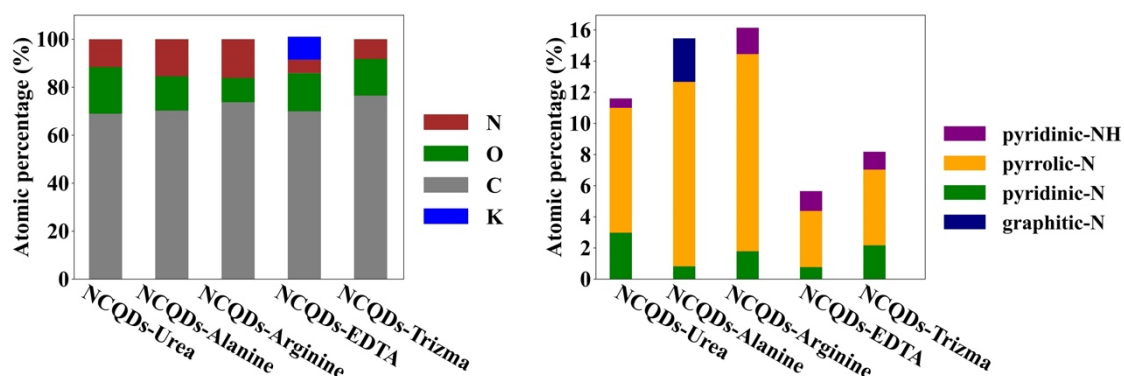 Atomic percentage (%)
100
80
60
40
20
0
NCQDs-Urea
NCQDs-Alanine
NCQDs-Arginine
NCQDs-EDTA
NCQDs-Trizma
N
O
C
K
Atomic percentage (%)
16
14
12
10
8
6
4
2
0
NCQDs-Urea
NCQDs-Alanine
NCQDs-Arginine
NCQDs-EDTA
NCQDs-Trizma
pyridinic-NH
pyrrolic-N
pyridinic-N
graphitic-N